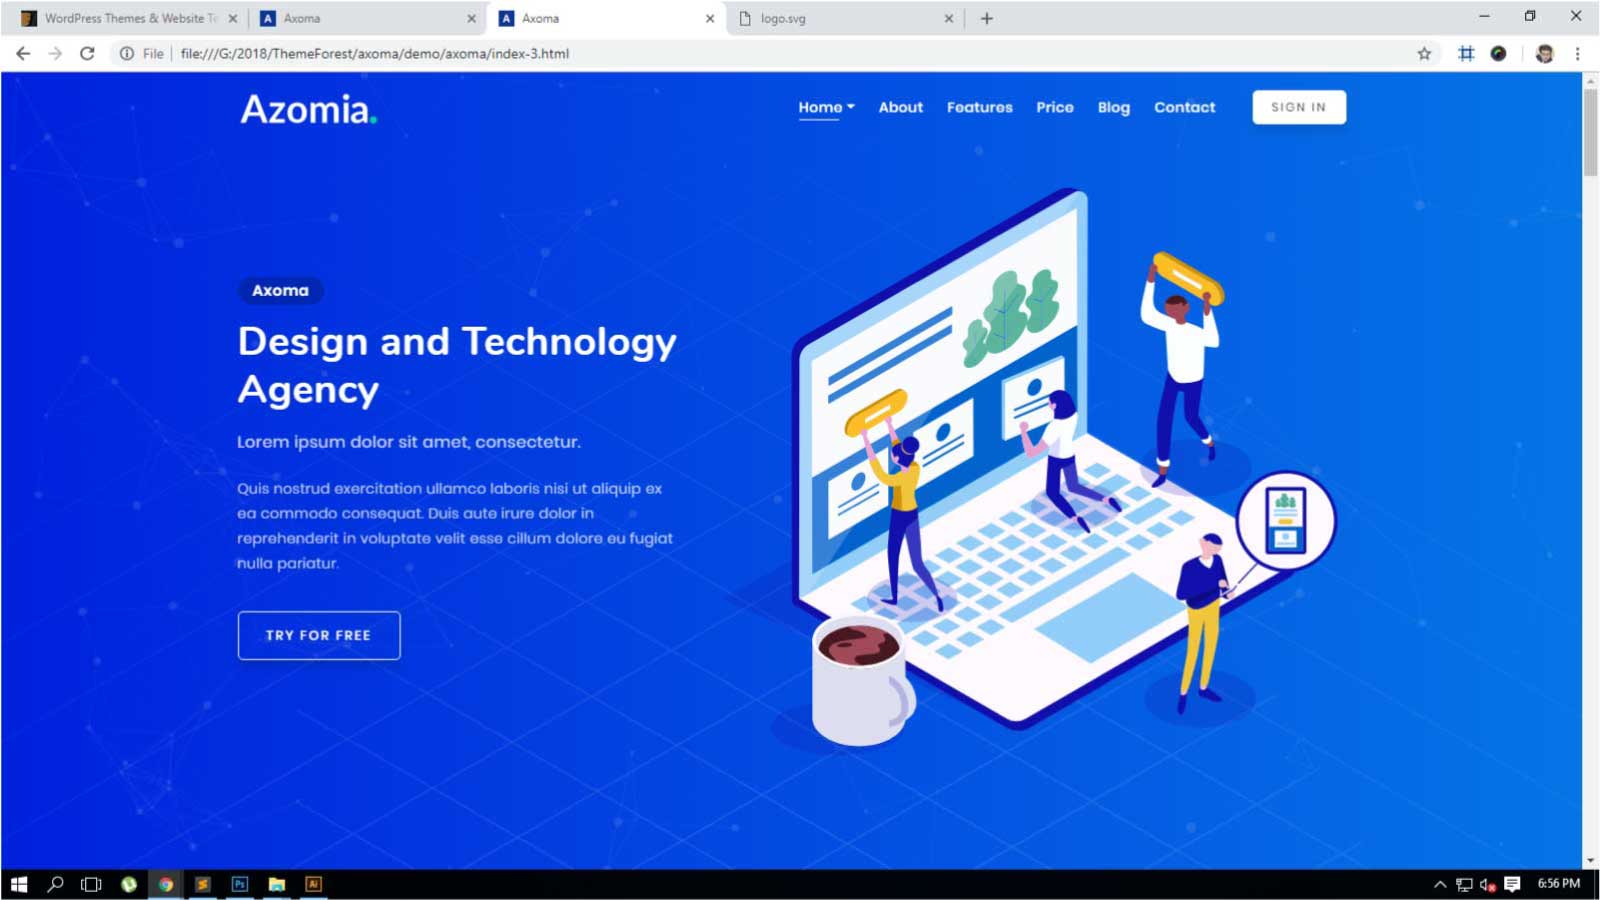 WordPress Themes & Website Te
Axoma
Axoma
logo.svg
File
file:///G:/2018/ThemeForest/axoma/demo/axoma/index-3.html
Azomia.
Home
About
Features
Price
Blog
Contact
SIGN IN
Axoma
Design and Technology
Agency
Lorem ipsum dolor sit amet, consectetur.
Quis nostrud exercitation ullamco laboris nisi ut aliquip ex
ea commodo consequat. Duis aute irure dolor in
reprehenderit in voluptate velit esse cillum dolore eu fugiat
nulla pariatur.
TRY FOR FREE
Ps
Ai
6:56 PM